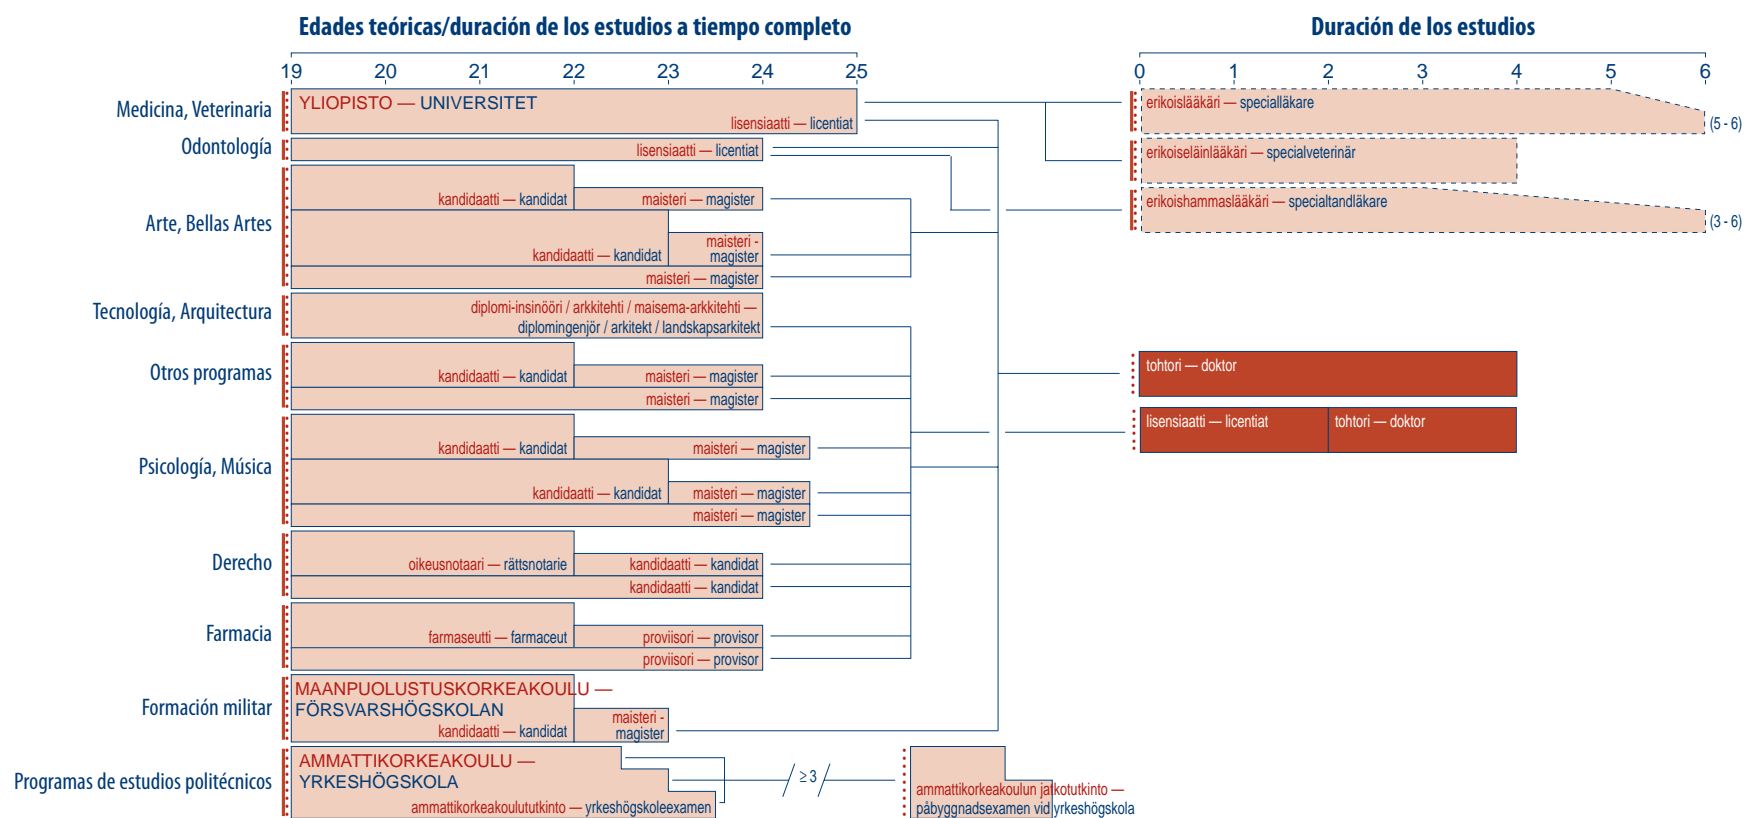 Edades teóricas/duración de los estudios a tiempo completo
Duración de los estudios
19 20 21 22 23 24 25
0 1 2 3 4 5 6
Medicina, Veterinaria
YLIOPISTO — UNIVERSITET
lisensiaatti — licentiat
erikoislääkäri — specialläkare
(5 - 6)
Odontología
lisensiaatti — licentiat
erikoiseläinlääkäri — specialveterinär
Arte, Bellas Artes
kandidaatti — kandidat
maisteri — magister
erikoishammaslääkäri — specialtandläkare
(3 - 6)
kandidaatti — kandidat
maisteri -
magister
maisteri — magister
Tecnología, Arquitectura
diplomi-insinööri / arkkitehti / maisema-arkkitehti —
diplomingenjör / arkitekt / landskapsarkitekt
Otros programas
kandidaatti — kandidat
maisteri — magister
maisteri — magister
tohtori — doktor
lisensiaatti — licentiat
tohtori — doktor
Psicología, Música
kandidaatti — kandidat
maisteri — magister
kandidaatti — kandidat
maisteri — magister
maisteri — magister
Derecho
oikeusnotaari — rättsnotarie
kandidaatti — kandidat
kandidaatti — kandidat
Farmacia
farmaseutti — farmaceut
proviisori — provisor
proviisori — provisor
Formación militar
MAANPUOLUSTUSKORKEAKOULU —
FÖRSVARSHÖGSKOLAN
kandidaatti — kandidat
maisteri -
magister
Programas de estudios politécnicos
AMMATTIKORKEAKOULU —
YRKESHÖGSKOLA
ammattikorkeakoulututkinto — yrkeshögskoleexamen
≥ 3
ammattikorkeakoulun jatkotutkinto —
påbyggnadsexamen vid yrkeshögskola